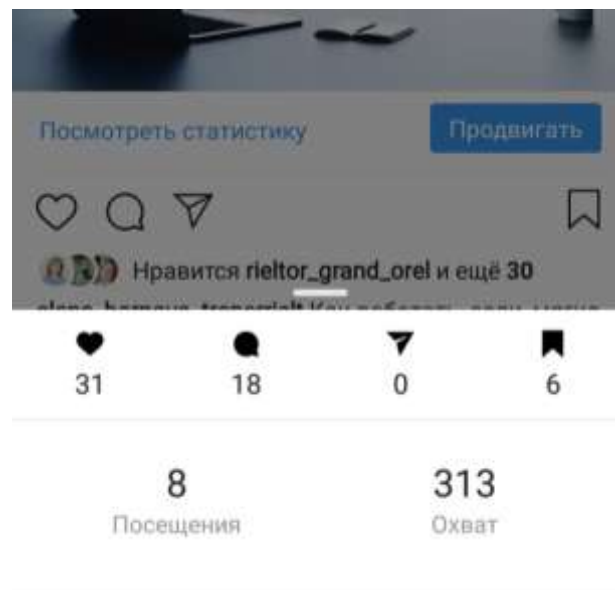 Посмотреть статистику
Продвигать
Нравится rieltor_grand_orel и ещё 30
31 18 0 6
8 313
Посещения Охват